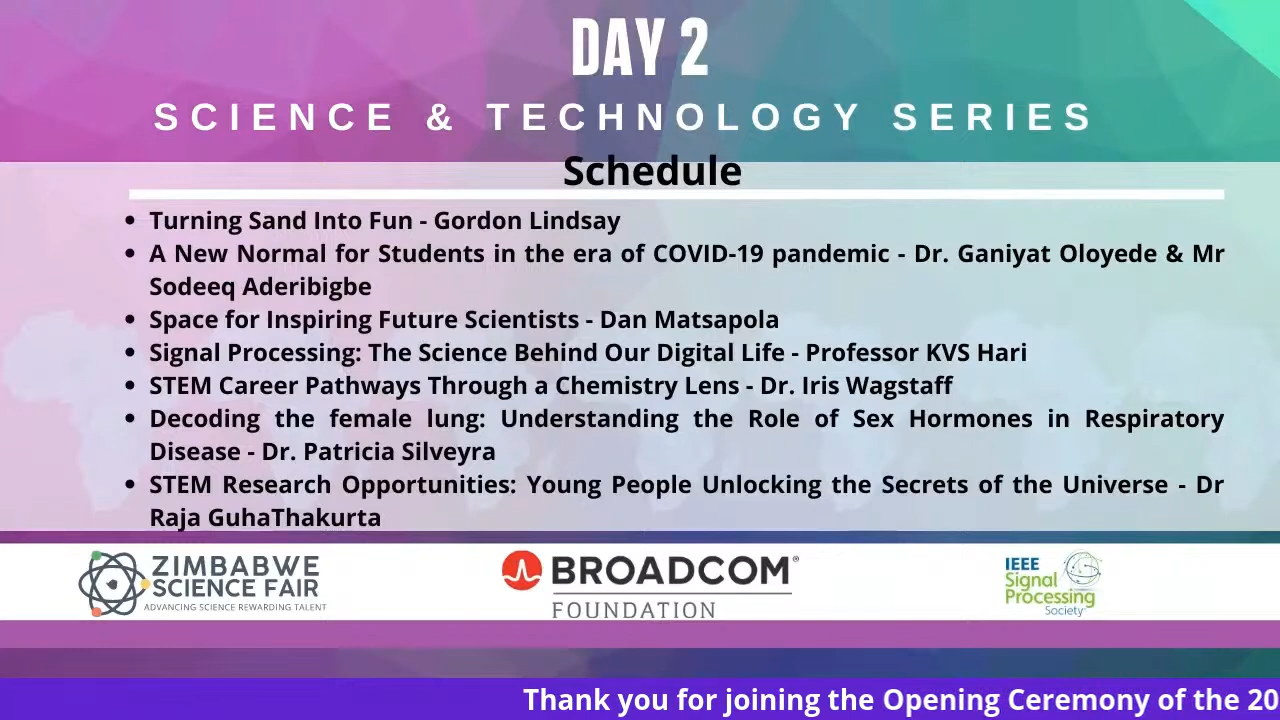 DAY 2
SCIENCE & TECHNOLOGY SERIES
Schedule
• Turning Sand Into Fun - Gordon Lindsay
• A New Normal for Students in the era of COVID-19 pandemic - Dr. Ganiyat Oloyede & Mr
Sodeeq Aderibigbe
• Space for Inspiring Future Scientists - Dan Matsapola
• Signal Processing: The Science Behind Our Digital Life - Professor KVS Hari
• STEM Career Pathways Through a Chemistry Lens - Dr. Iris Wagstaff
• Decoding the female lung: Understanding the Role of Sex Hormones in Respiratory
Disease - Dr. Patricia Silveyra
• STEM Research Opportunities: Young People Unlocking the Secrets of the Universe - Dr
Raja GuhaThakurta
ZIMBABWE
SCIENCE FAIR
ADVANCING SCIENCE REWARDING TALENT
BROADCOM®
FOUNDATION
IEEE
Signal
Processing
Society
Thank you for joining the Opening Ceremony of the 20